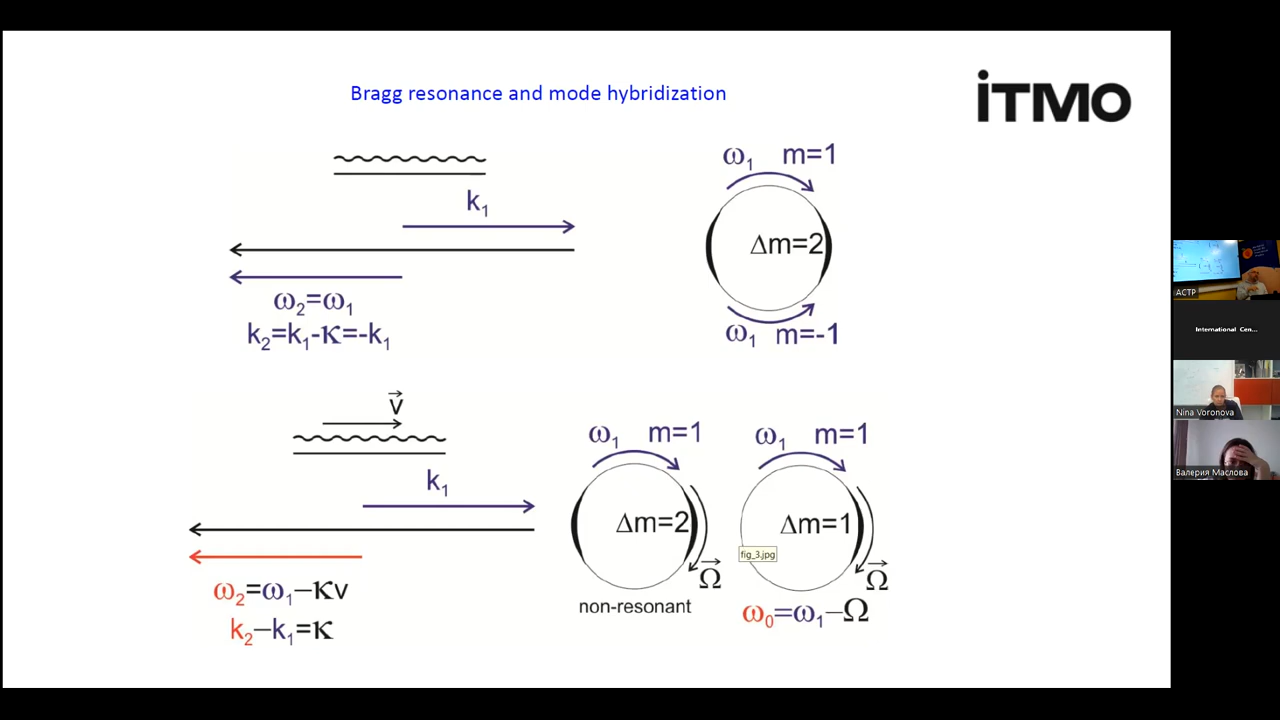 Bragg resonance and mode hybridization
iTMO
k₁
ω₂=ω₁
k₂=k₁-κ=-k₁
ω₁ m=1
Δm=2
ω₁ m=-1
v
k₁
ω₂=ω₁–κv
k₂–k₁=κ
ω₁ m=1
Δm=2
Ω
non-resonant
ω₁ m=1
Δm=1
fig_3.jpg
Ω
ω₀=ω₁–Ω
АСТР
International Cen...
Nina Voronova
Валерия Маслова